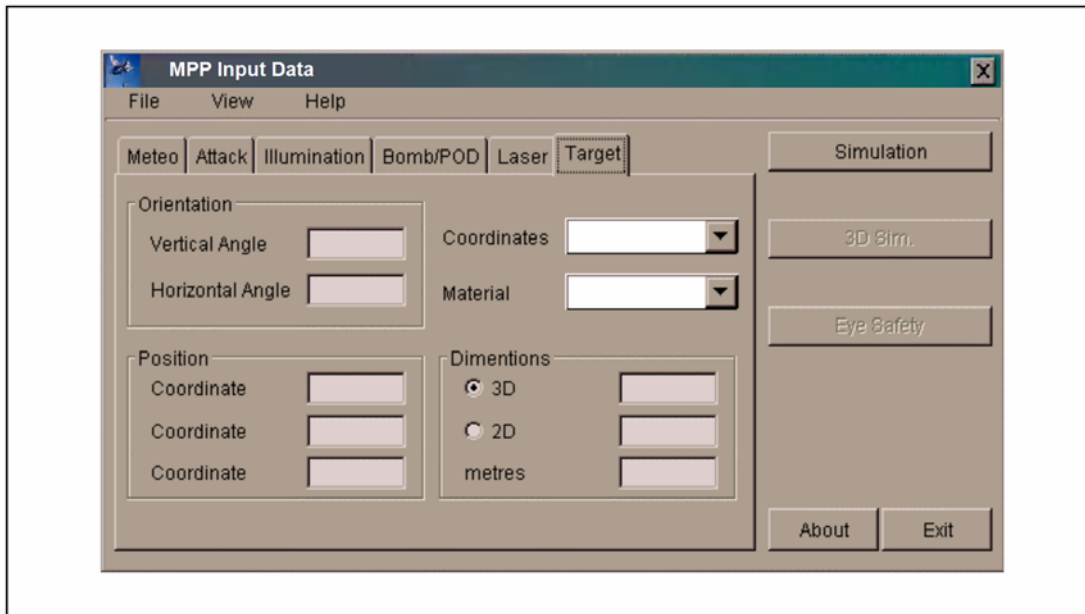 MPP Input Data
X
File View Help
Meteo Attack Illumination Bomb/POD Laser Target
Orientation
Vertical Angle
Horizontal Angle
Coordinates
Material
Position
Coordinate
Coordinate
Coordinate
Dimentions
3D
2D
metres
Simulation
3D Sim.
Eye Safety
About Exit